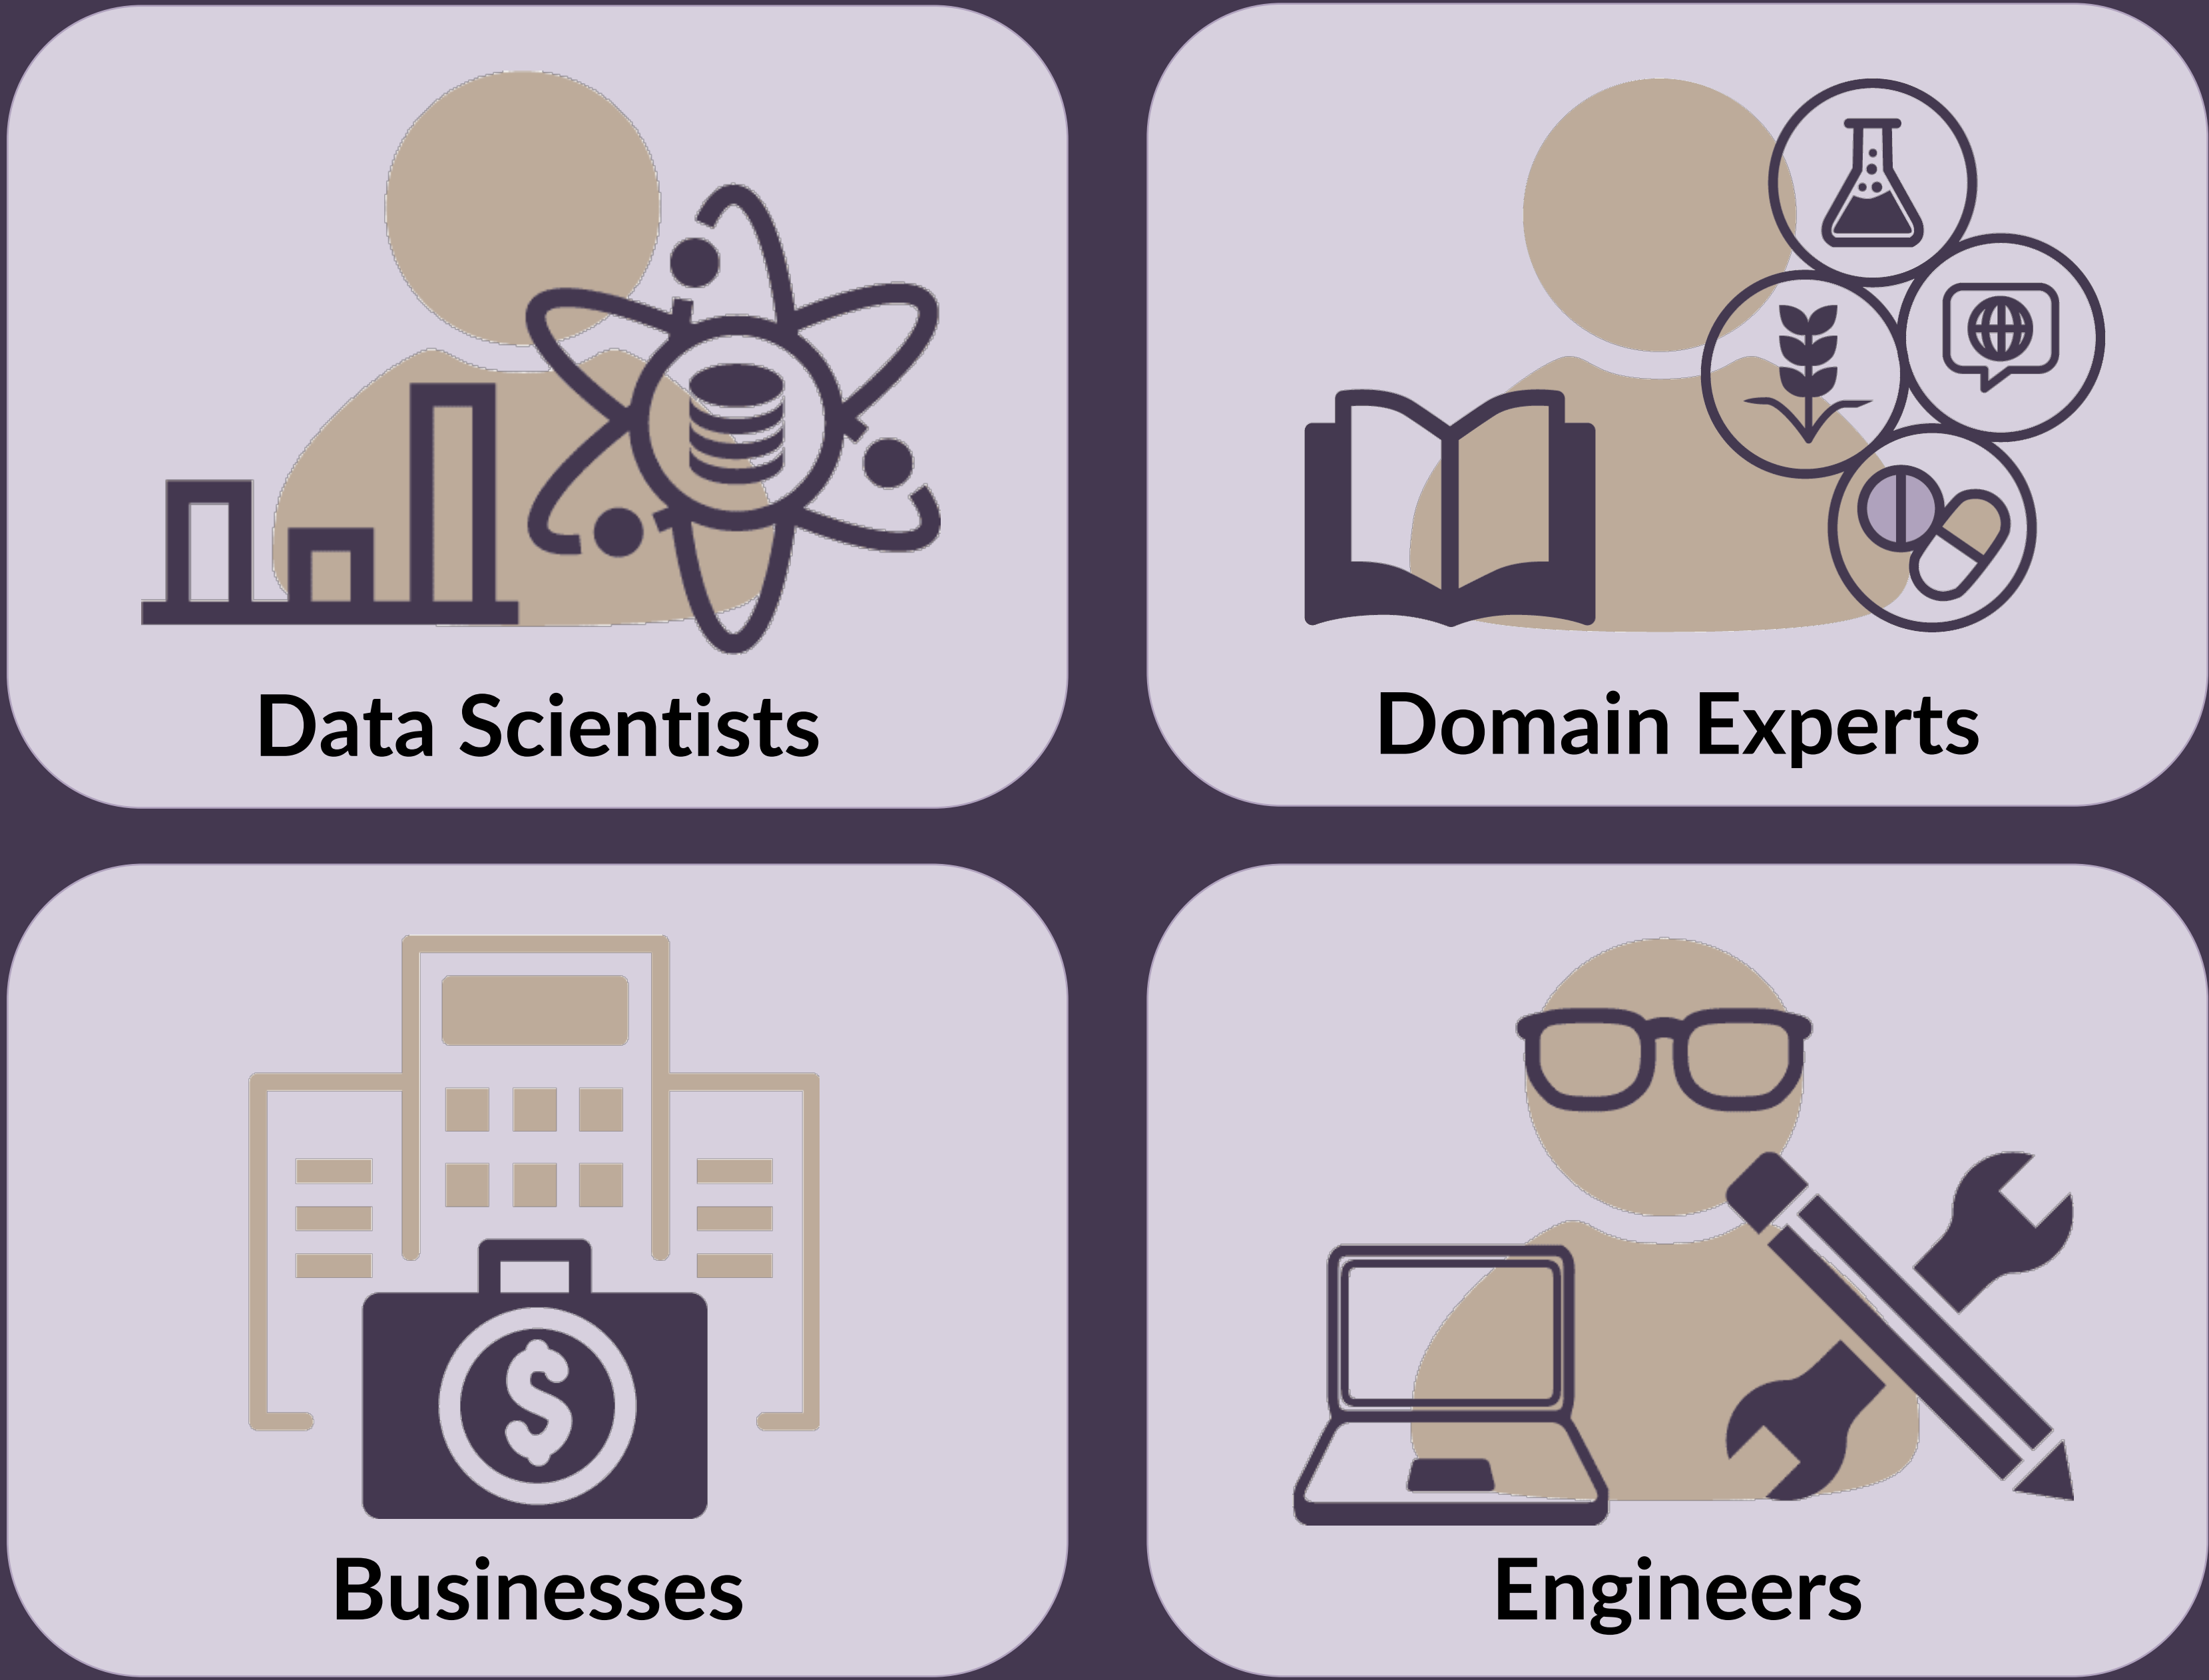 Data Scientists
Domain Experts
$
Businesses
Engineers